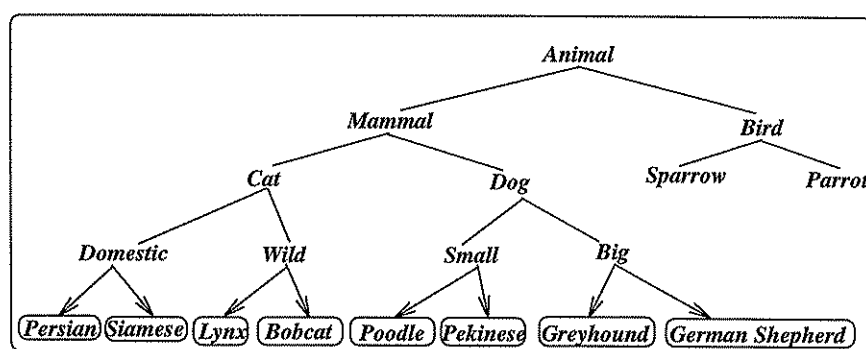 Animal
Mammal Bird
Cat Dog Sparrow Parrot
Domestic Wild Small Big
Persian Siamese Lynx Bobcat Poodle Pekinese Greyhound German Shepherd